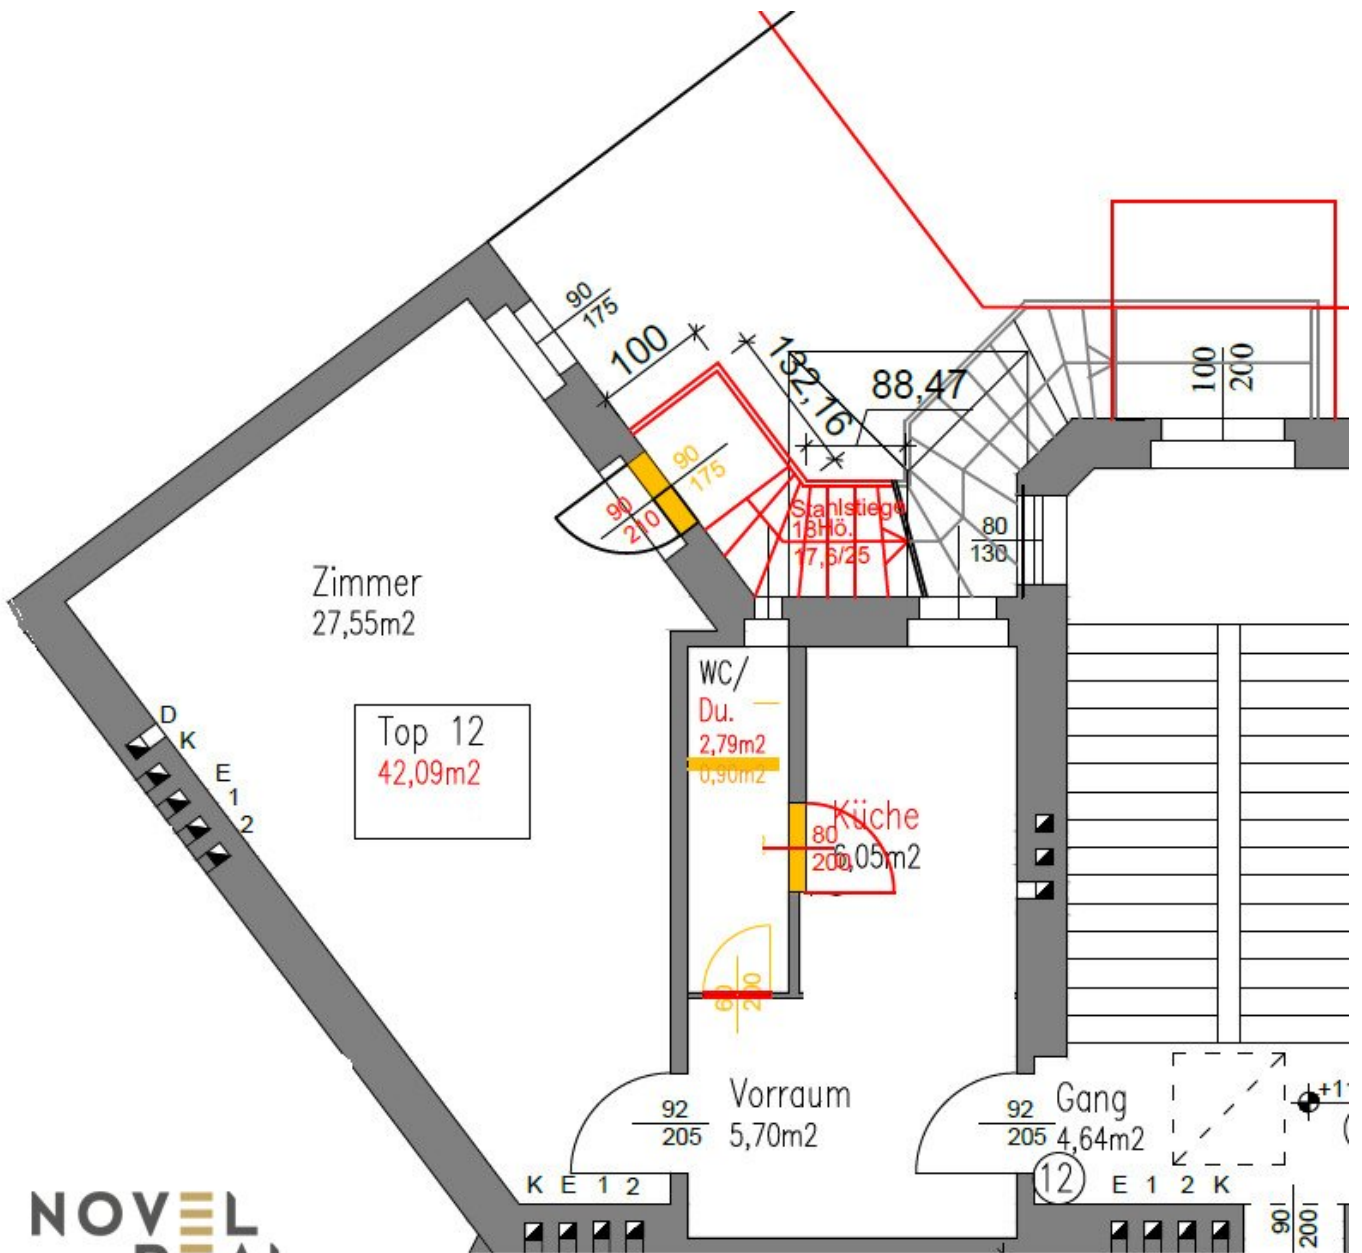 90
175
100
132,16
88,47
100
200
90
175
90
210
Stahlstiege
18Hö.
17,6/25
80
130
Zimmer
27,55m2
WC/
Du.
2,79m2
0,90m2
Top 12
42,09m2
D
K
E
1
2
Küche
6,05m2
80
200
60
200
Vorraum
5,70m2
92
205
92
205
Gang
4,64m2
12
K E 1 2
E 1 2 K
90
200
NOVEL